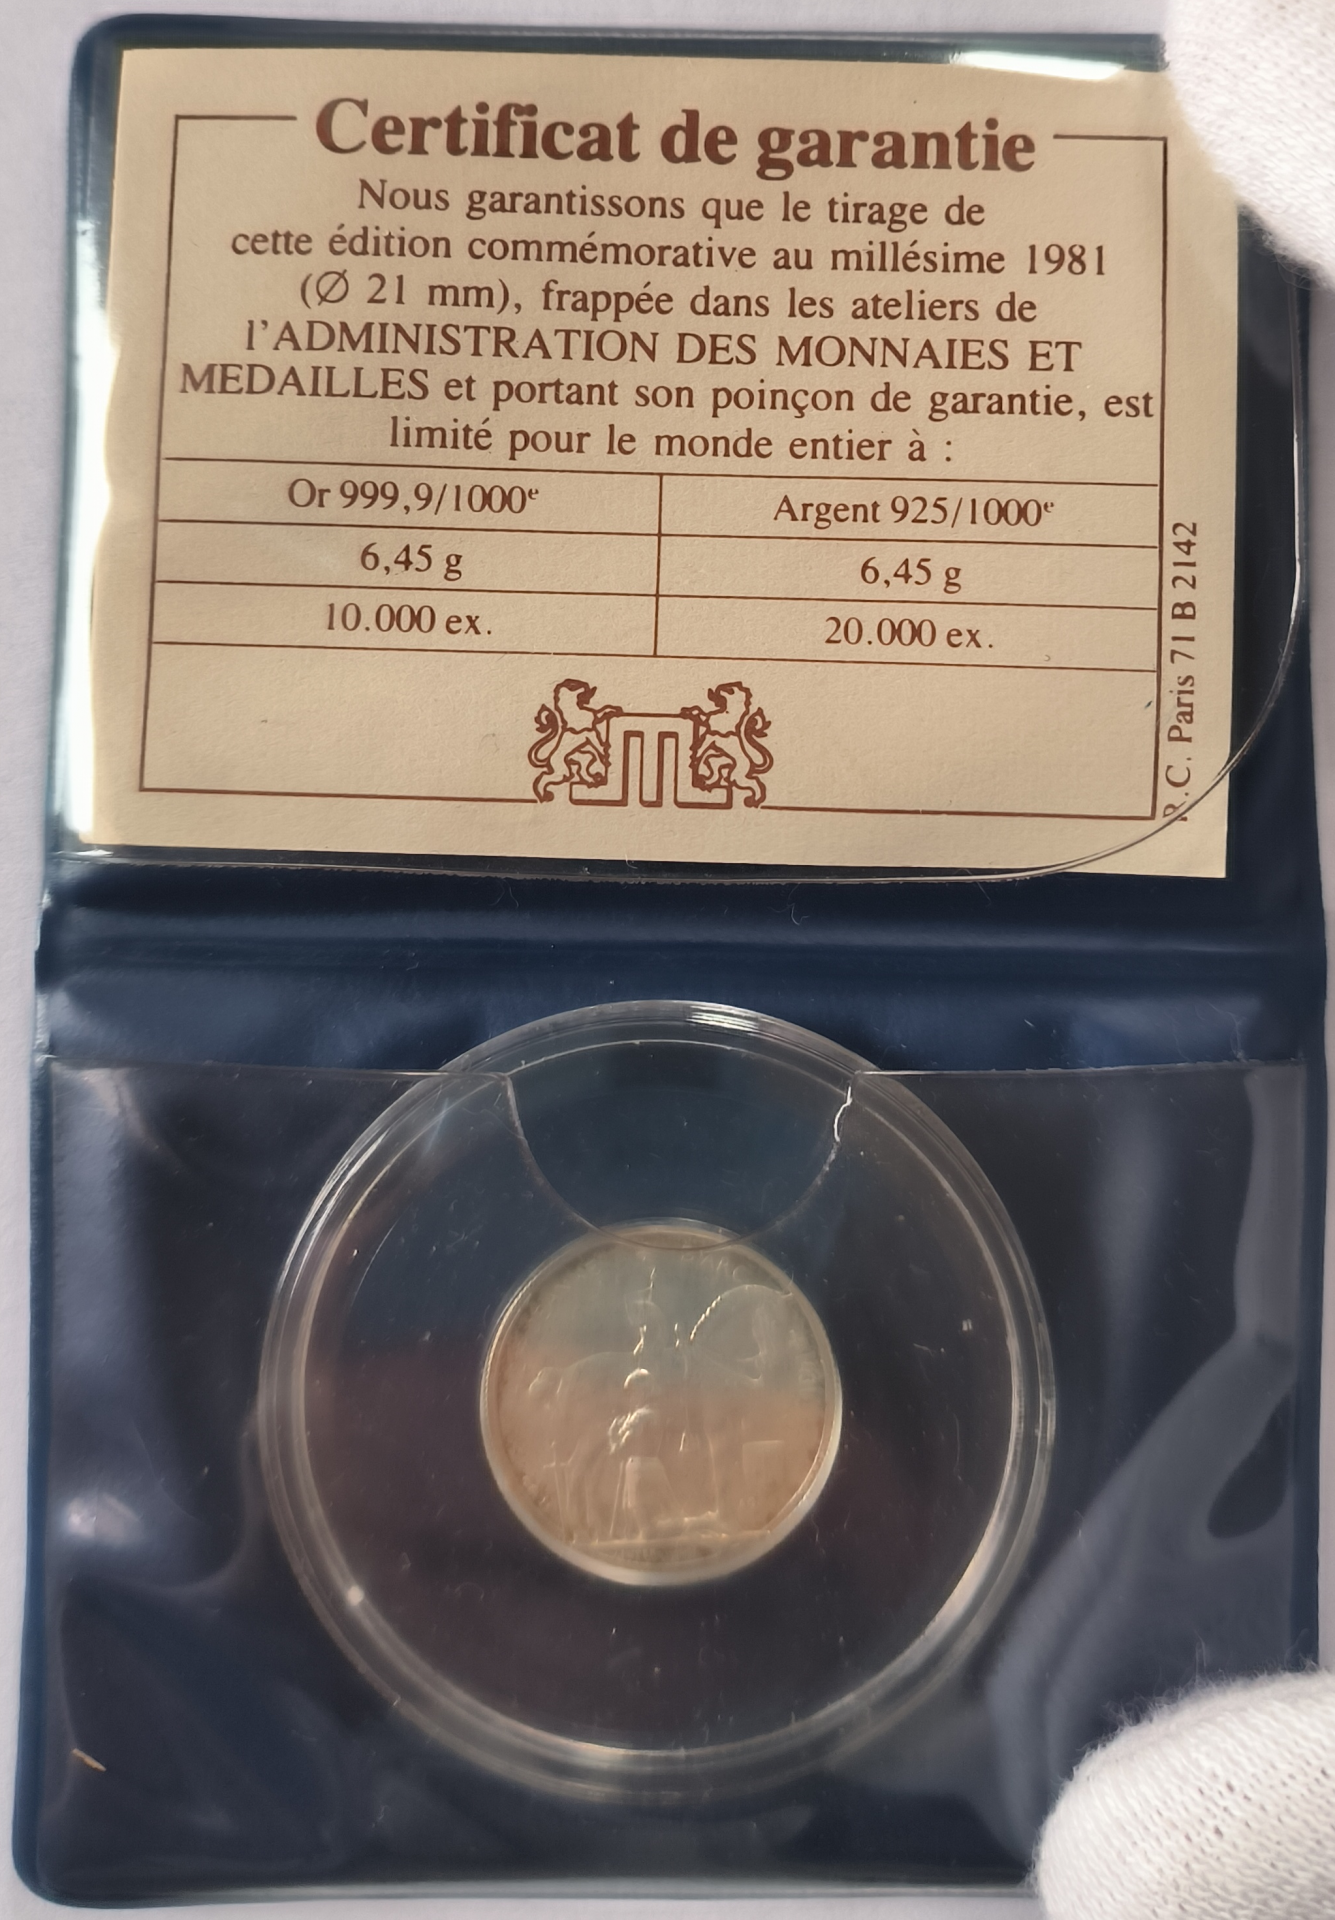 Certificat de garantie
Nous garantissons que le tirage de
cette édition commémorative au millésime 1981
(Ø 21 mm), frappée dans les ateliers de
l'ADMINISTRATION DES MONNAIES ET
MEDAILLES et portant son poinçon de garantie, est
limité pour le monde entier à :
Or 999,9/1000e
Argent 925/1000e
6,45 g
6,45 g
10.000 ex.
20.000 ex.
R.C. Paris 71 B 2142